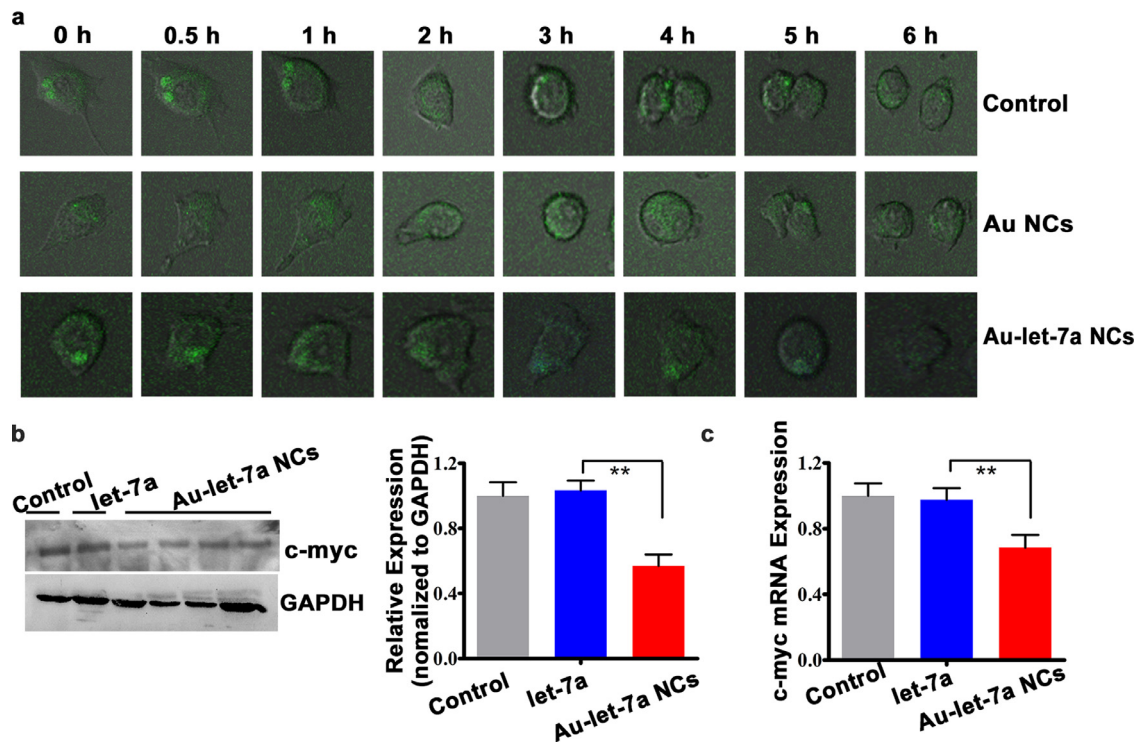 a
0 h 0.5 h 1 h 2 h 3 h 4 h 5 h 6 h
Control
Au NCs
Au-let-7a NCs
b
Control let-7a Au-let-7a NCs
c-myc
GAPDH
Relative Expression
(nomalized to GAPDH)
1.2
0.8
0.4
0.0
**
Control let-7a Au-let-7a NCs
c
c-myc mRNA Expression
1.2
0.8
0.4
0.0
**
Control let-7a Au-let-7a NCs